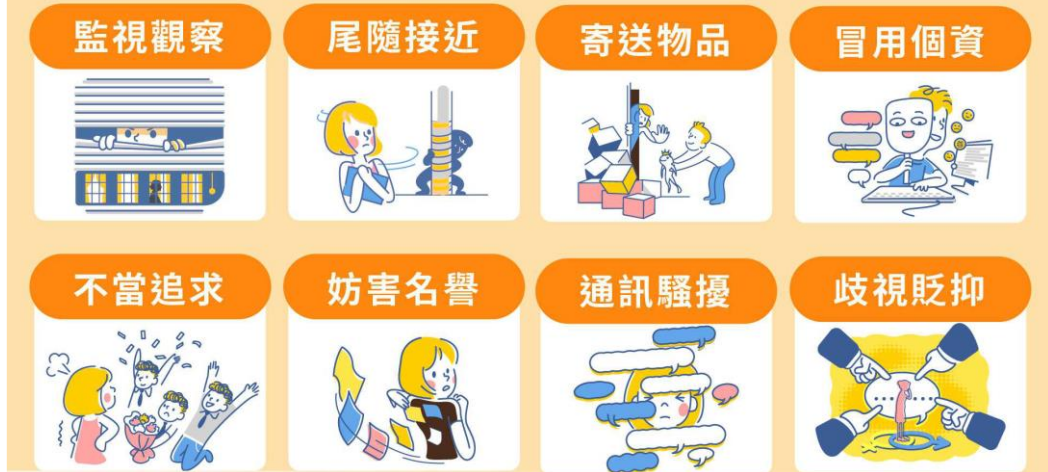 監視觀察
尾隨接近
寄送物品
冒用個資
不當追求
妨害名譽
通訊騷擾
歧視貶抑